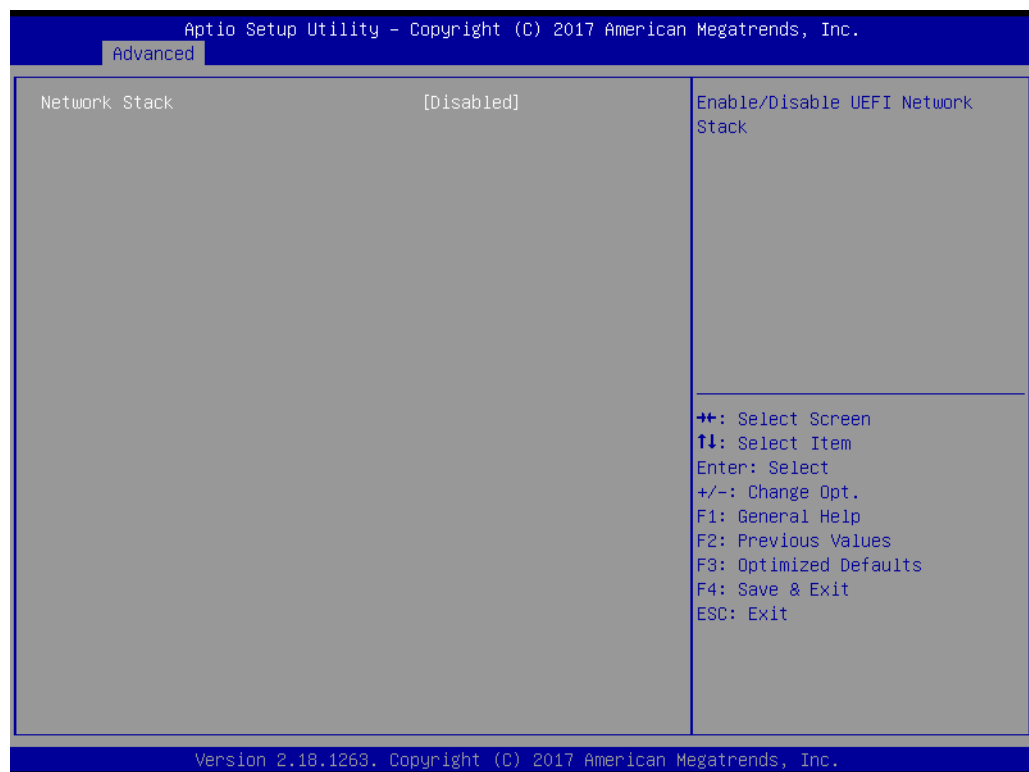 Aptio Setup Utility – Copyright (C) 2017 American Megatrends, Inc.
Advanced
Network Stack [Disabled]
Enable/Disable UEFI Network
Stack
→←: Select Screen
↑↓: Select Item
Enter: Select
+/-: Change Opt.
F1: General Help
F2: Previous Values
F3: Optimized Defaults
F4: Save & Exit
ESC: Exit
Version 2.18.1263. Copyright (C) 2017 American Megatrends, Inc.